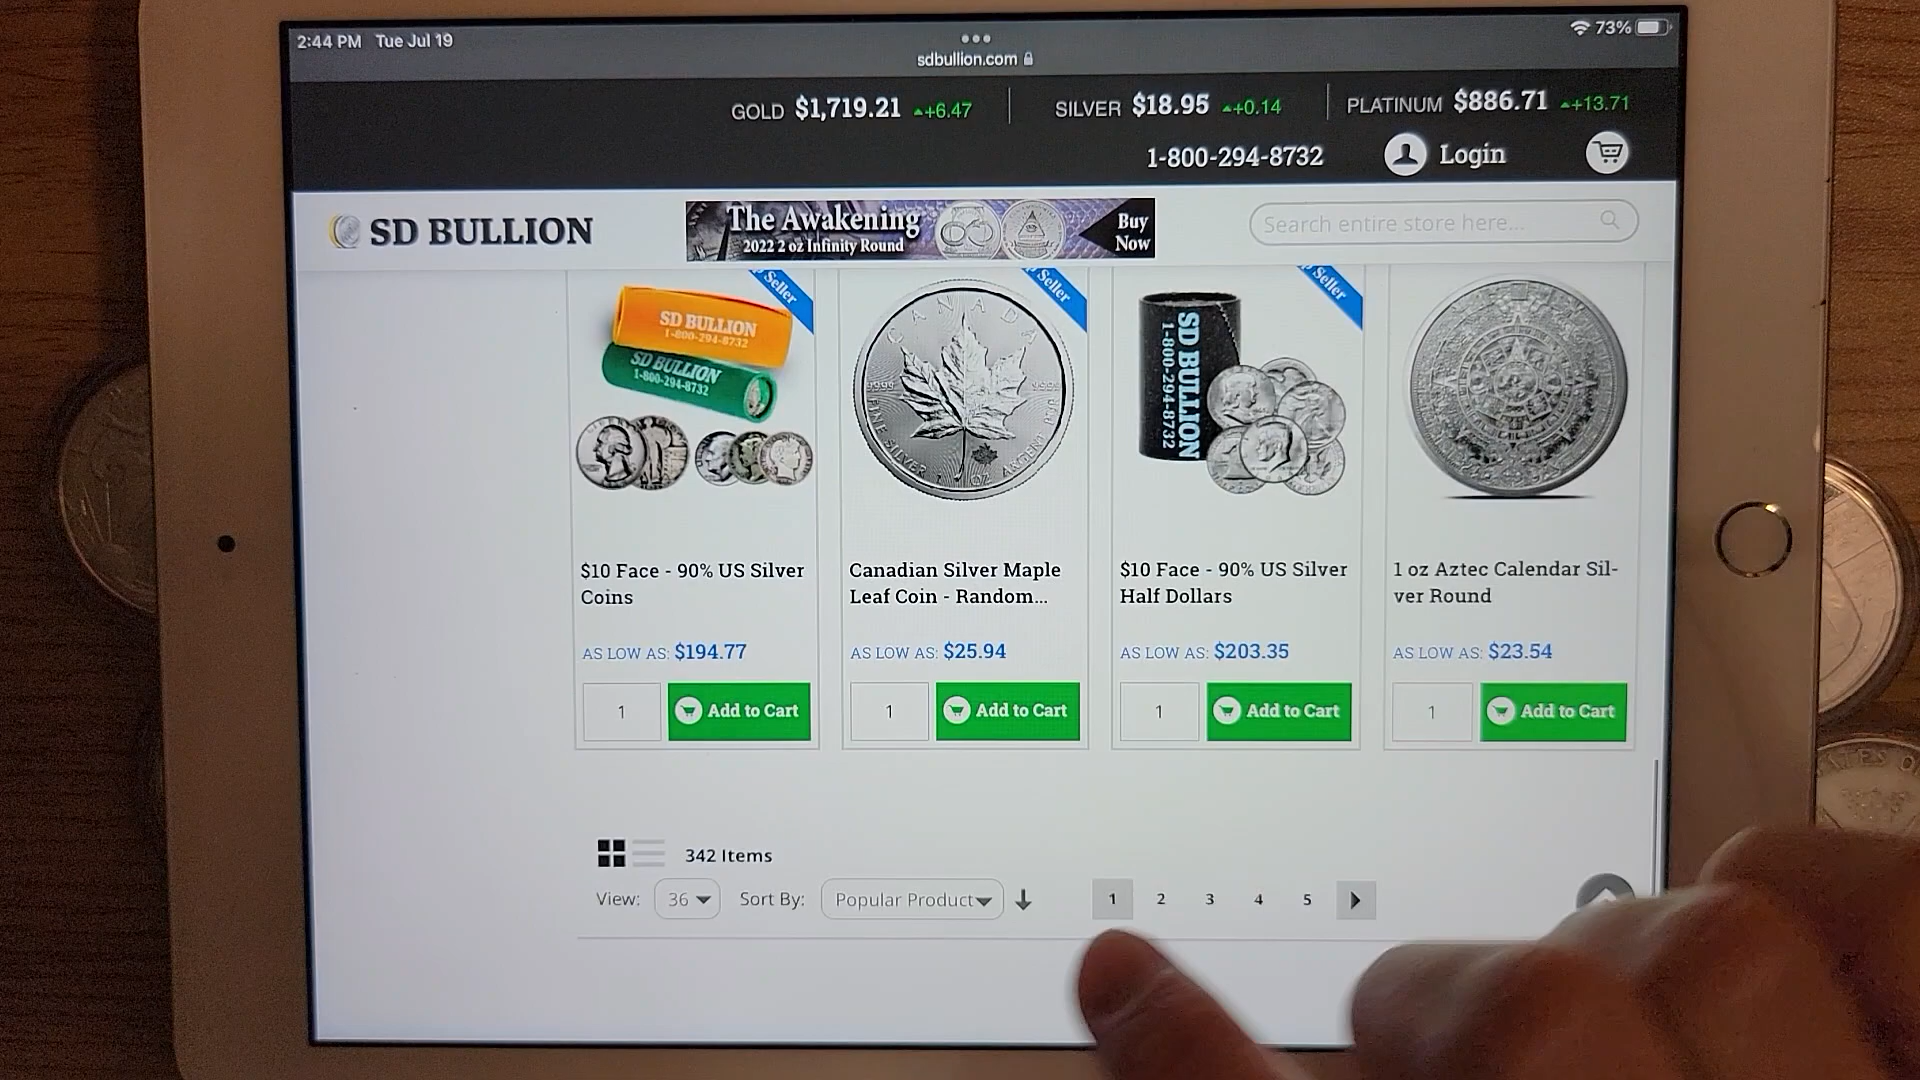 2:44 PM Tue Jul 19
73%
sdbullion.com
GOLD $1,719.21 +6.47
SILVER $18.95 +0.14
PLATINUM $886.71 +13.71
1-800-294-8732
Login
SD BULLION
The Awakening
2022 2 oz Infinity Round
Buy
Now
Search entire store here...
Seller
Seller
Seller
SD BULLION
1-800-294-8732
SD BULLION
1-800-294-8732
CANADA
9999
9999
FINE SILVER 1 OZ ARGENT PUR
SD BULLION
1-800-294-8732
$10 Face - 90% US Silver
Coins
AS LOW AS: $194.77
1
Add to Cart
Canadian Silver Maple
Leaf Coin - Random...
AS LOW AS: $25.94
1
Add to Cart
$10 Face - 90% US Silver
Half Dollars
AS LOW AS: $203.35
1
Add to Cart
1 oz Aztec Calendar Sil-
ver Round
AS LOW AS: $23.54
1
Add to Cart
342 Items
View: 36
Sort By: Popular Product
1 2 3 4 5